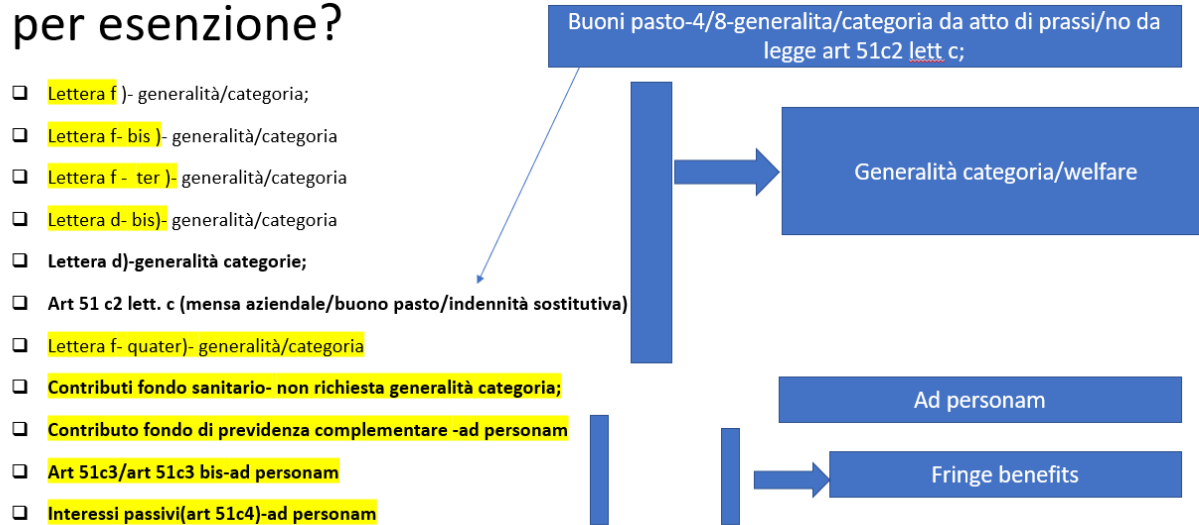 per esenzione?
Buoni pasto-4/8-generalita/categoria da atto di prassi/no da
legge art 51c2 lett c;
Lettera f )- generalità/categoria;
Lettera f- bis )- generalità/categoria
Lettera f - ter )- generalità/categoria
Lettera d- bis)- generalità/categoria
Lettera d)-generalità categorie;
Art 51 c2 lett. c (mensa aziendale/buono pasto/indennità sostitutiva)
Lettera f- quater)- generalità/categoria
Contributi fondo sanitario- non richiesta generalità categoria;
Contributo fondo di previdenza complementare -ad personam
Art 51c3/art 51c3 bis-ad personam
Interessi passivi(art 51c4)-ad personam
Generalità categoria/welfare
Ad personam
Fringe benefits